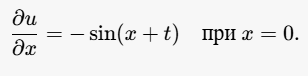 ∂u/∂x = − sin(x + t) при x = 0.